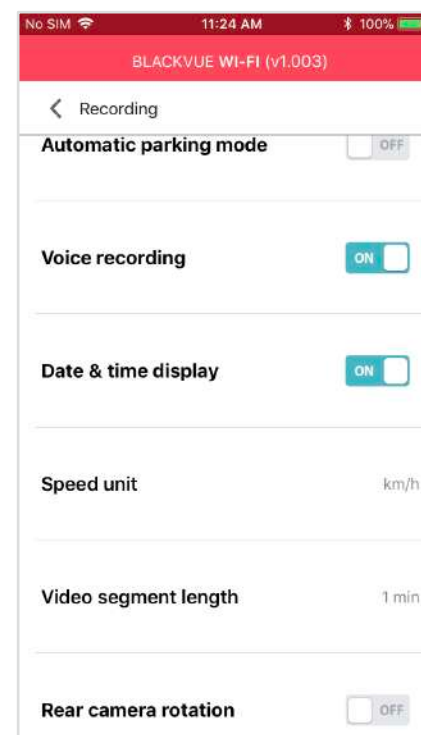 No SIM 11:24 AM 100%
BLACKVUE WI-FI (v1.003)
Recording
Automatic parking mode OFF
Voice recording ON
Date & time display ON
Speed unit km/h
Video segment length 1 min
Rear camera rotation OFF